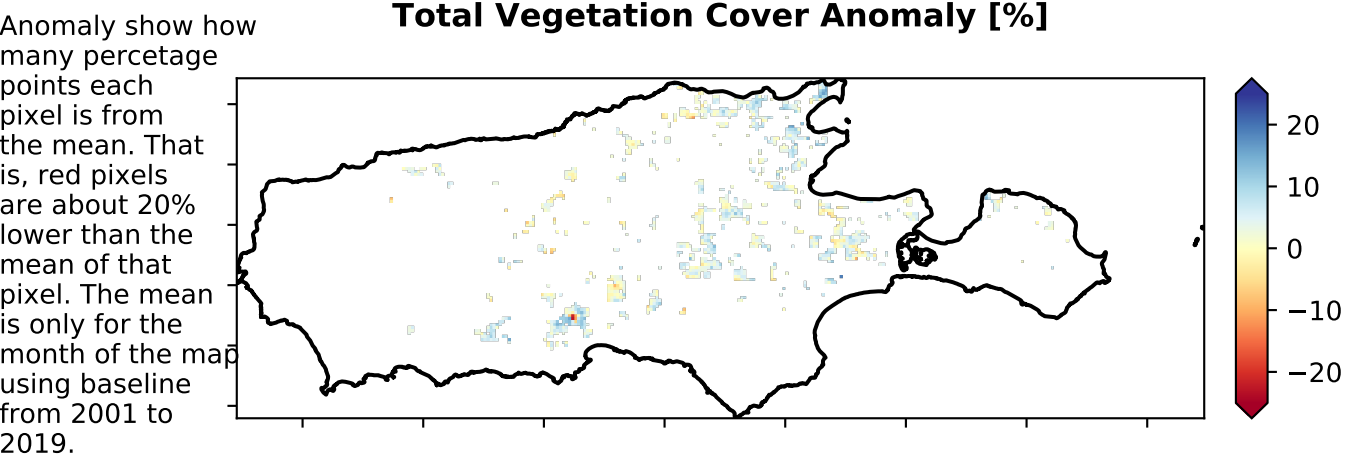 Total Vegetation Cover Anomaly [%]
Anomaly show how
many percetage
points each
pixel is from
the mean. That
is, red pixels
are about 20%
lower than the
mean of that
pixel. The mean
is only for the
month of the map
using baseline
from 2001 to
2019.
20
10
0
−10
−20